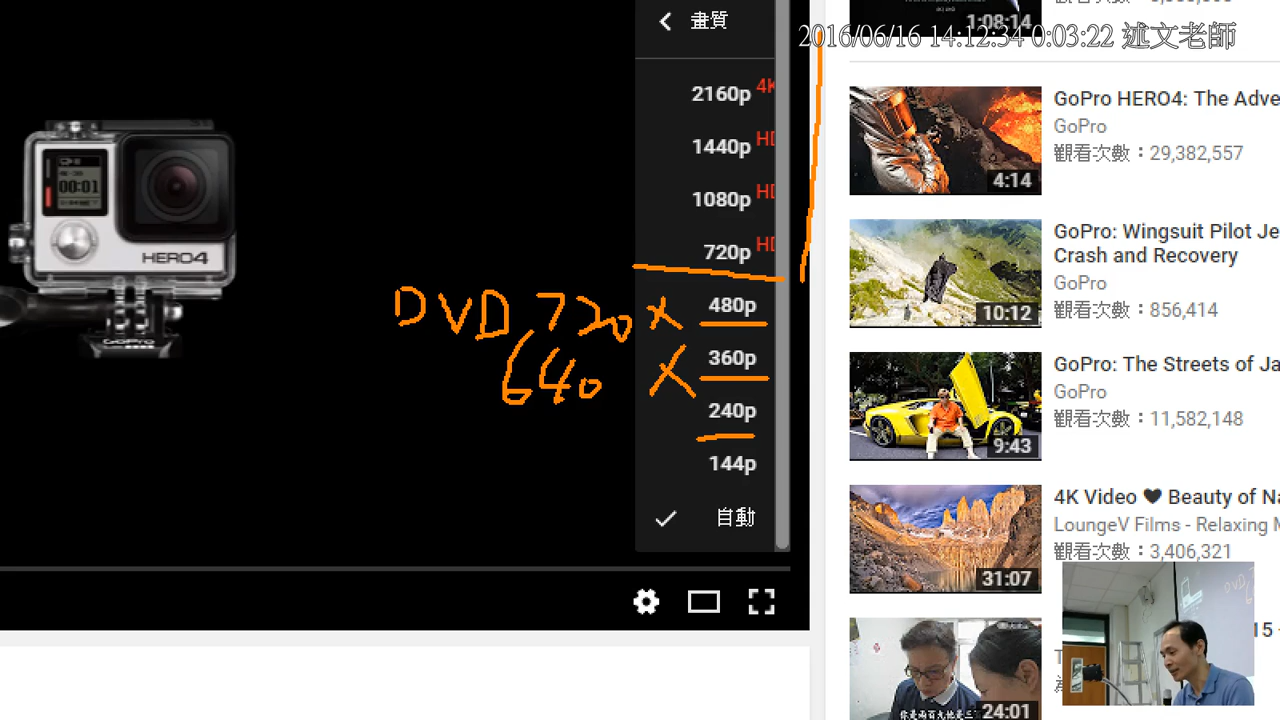 畫質
2160p 4K
1440p HD
1080p HD
720p HD
480p
360p
240p
144p
自動
DVD 720 x
640 x
00:01
HERO4
GoPro
1:08:14
2016/06/16 14:12:34 0:03:22 述文老師
GoPro HERO4: The Adve
GoPro
觀看次數：29,382,557
4:14
GoPro: Wingsuit Pilot Je
Crash and Recovery
GoPro
觀看次數：856,414
10:12
GoPro: The Streets of Ja
GoPro
觀看次數：11,582,148
9:43
4K Video ♥ Beauty of Na
LoungeV Films - Relaxing M
觀看次數：3,406,321
31:07
15 -
24:01